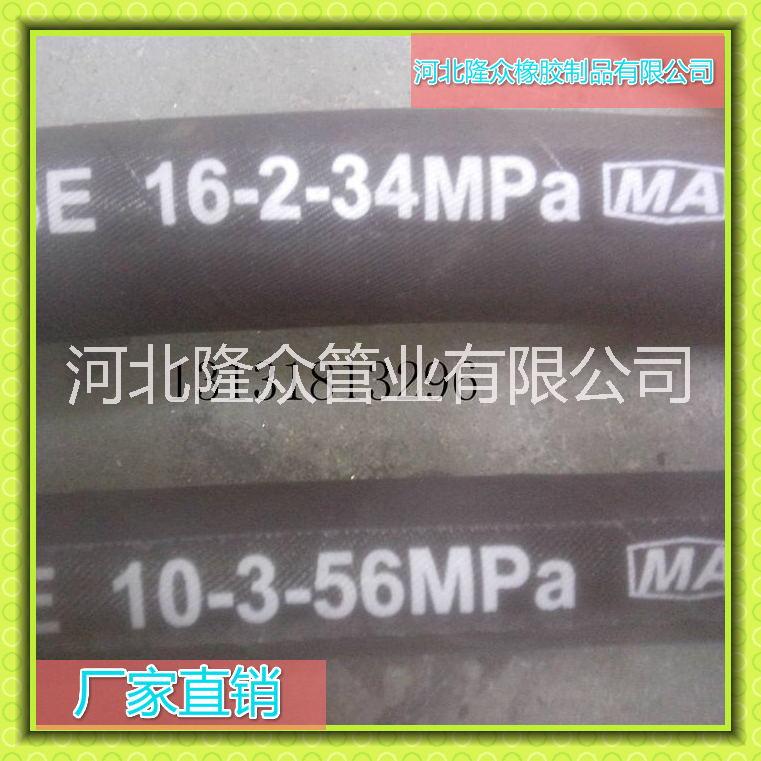 河北隆众橡胶制品有限公司
E 16-2-34MPa MA
河北隆众管业有限公司
E 10-3-56MPa MA
厂家直销